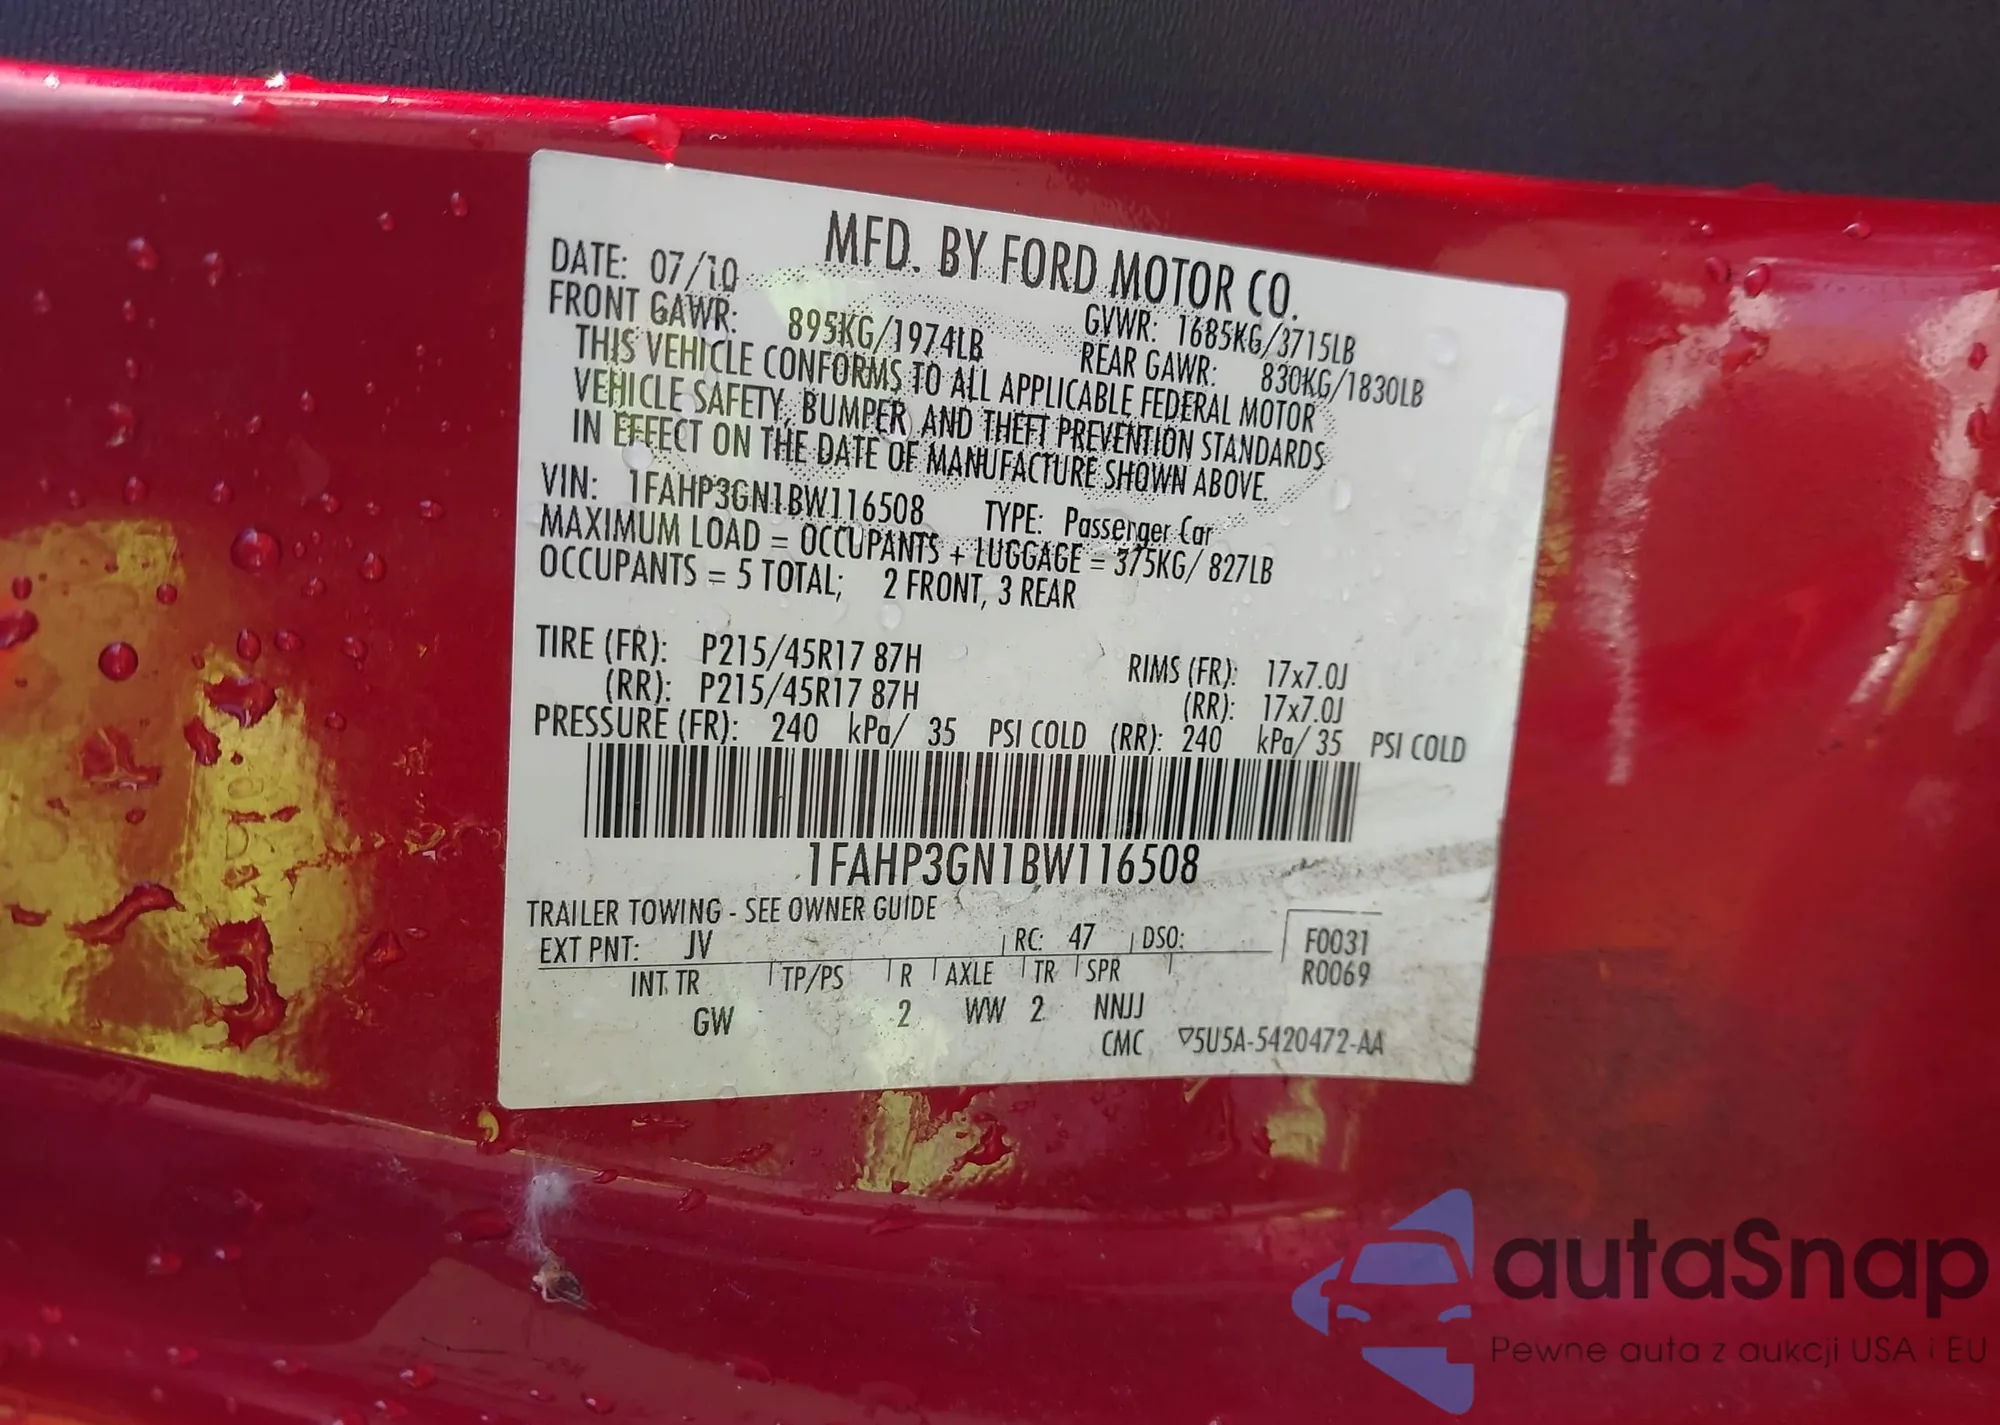 MFD. BY FORD MOTOR CO.
DATE: 07/10
GVWR: 1685KG/3715LB
FRONT GAWR: 895KG/1974LB
REAR GAWR: 830KG/1830LB
THIS VEHICLE CONFORMS TO ALL APPLICABLE FEDERAL MOTOR
VEHICLE SAFETY, BUMPER, AND THEFT PREVENTION STANDARDS
IN EFFECT ON THE DATE OF MANUFACTURE SHOWN ABOVE.
VIN: 1FAHP3GN1BW116508 TYPE: Passenger Car
MAXIMUM LOAD = OCCUPANTS + LUGGAGE = 375KG/ 827LB
OCCUPANTS = 5 TOTAL; 2 FRONT, 3 REAR
TIRE (FR): P215/45R17 87H RIMS (FR): 17x7.0J
(RR): P215/45R17 87H (RR): 17x7.0J
PRESSURE (FR): 240 kPa/ 35 PSI COLD (RR): 240 kPa/ 35 PSI COLD
1FAHP3GN1BW116508
TRAILER TOWING - SEE OWNER GUIDE
EXT PNT: JV RC: 47 DSO: F0031
R0069
INT TR TP/PS R AXLE TR SPR
GW 2 WW 2 NNJJ
CMC ▽5U5A-5420472-AA
autaSnap
Pewne auta z aukcji USA i EU